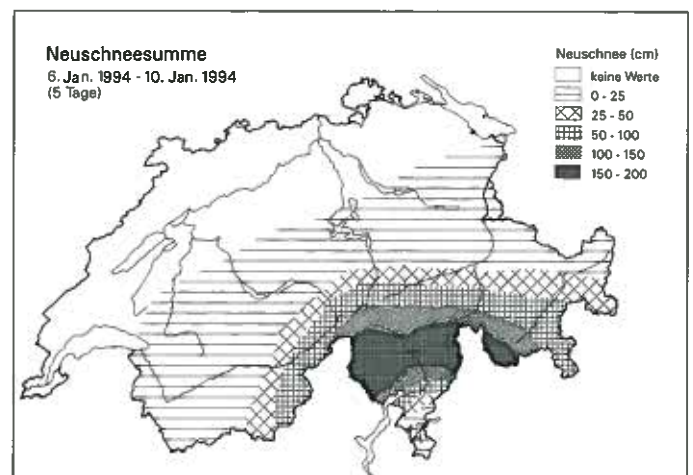 Neuschneesumme
6. Jan. 1994 - 10. Jan. 1994
(5 Tage)
Neuschnee (cm)
keine Werte
0 - 25
25 - 50
50 - 100
100 - 150
150 - 200